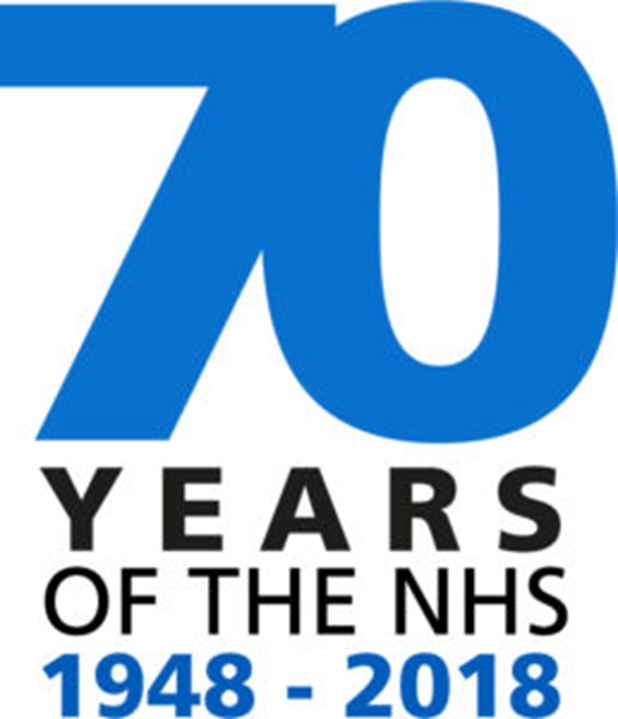 70
YEARS
OF THE NHS
1948 - 2018